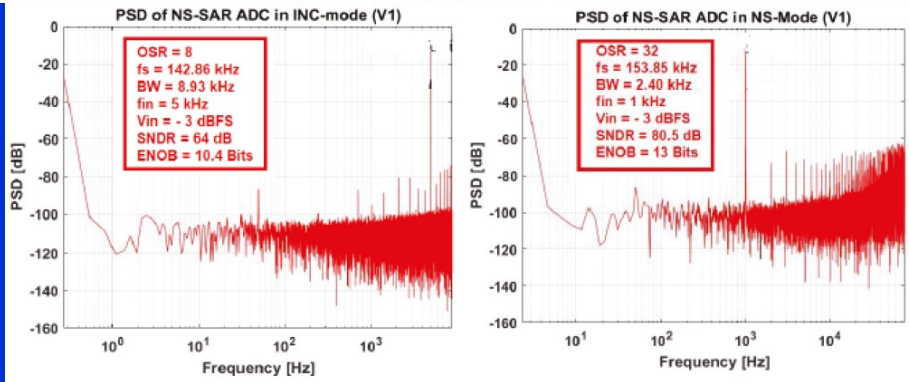 PSD of NS-SAR ADC in INC-mode (V1)
OSR = 8
fs = 142.86 kHz
BW = 8.93 kHz
fin = 5 kHz
Vin = - 3 dBFS
SNDR = 64 dB
ENOB = 10.4 Bits
PSD [dB]
0
-20
-40
-60
-80
-100
-120
-140
-160
10^0
10^1
10^2
10^3
Frequency [Hz]
PSD of NS-SAR ADC in NS-Mode (V1)
OSR = 32
fs = 153.85 kHz
BW = 2.40 kHz
fin = 1 kHz
Vin = - 3 dBFS
SNDR = 80.5 dB
ENOB = 13 Bits
PSD [dB]
0
-20
-40
-60
-80
-100
-120
-140
-160
10^1
10^2
10^3
10^4
Frequency [Hz]